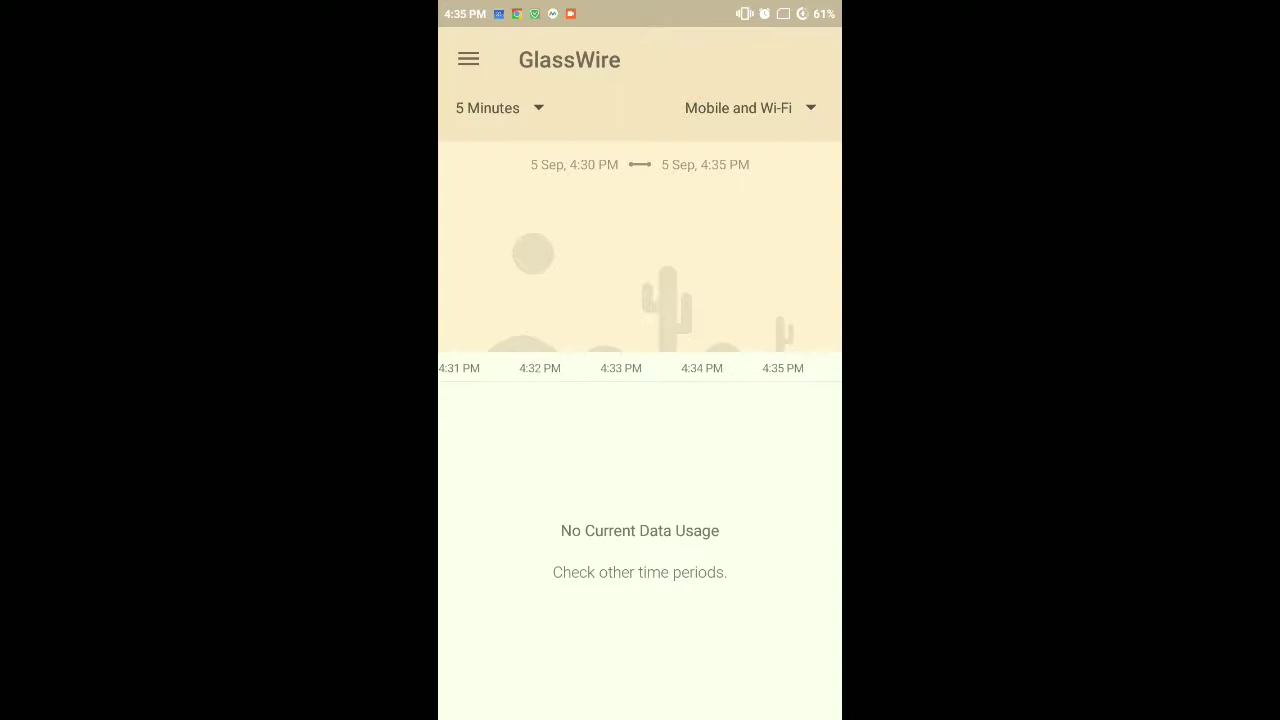 4:35 PM 61%
GlassWire
5 Minutes Mobile and Wi-Fi
5 Sep, 4:30 PM 5 Sep, 4:35 PM
4:31 PM 4:32 PM 4:33 PM 4:34 PM 4:35 PM
No Current Data Usage
Check other time periods.